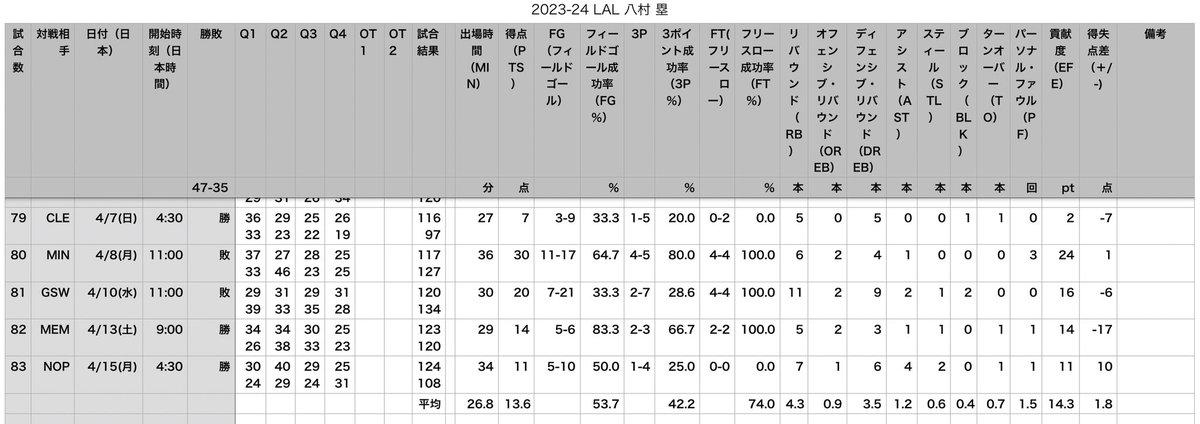 2023-24 LAL 八村 塁
試合数 対戦相手 日付（日本） 開始時刻（日本時間） 勝敗 Q1 Q2 Q3 Q4 OT1 OT2 試合結果 出場時間（MIN） 得点（PTS） FG（フィールドゴール） フィールドゴール成功率（FG%） 3P 3ポイント成功率（3P%） FT(フリースロー） フリースロー成功率（FT%） リバウンド（RB） オフェンシブ・リバウンド（OREB） ディフェンシブ・リバウンド（DREB） アシスト（AST） スティール（STL） ブロック（BLK） ターンオーバー（TO） パーソナル・ファウル（PF） 貢献度（EFE） 得失点差（+/-) 備考
47-35 分 点 % % % 本 本 本 本 本 本 本 回 pt 点
79 CLE 4/7(日) 4:30 勝 36 29 25 26 116 27 7 3-9 33.3 1-5 20.0 0-2 0.0 5 0 5 0 0 1 1 0 2 -7
33 23 22 19 97
80 MIN 4/8(月) 11:00 敗 37 27 28 25 117 36 30 11-17 64.7 4-5 80.0 4-4 100.0 6 2 4 1 0 0 0 3 24 1
33 46 23 25 127
81 GSW 4/10(水) 11:00 敗 29 31 29 31 120 30 20 7-21 33.3 2-7 28.6 4-4 100.0 11 2 9 2 1 2 0 0 16 -6
39 33 35 28 134
82 MEM 4/13(土) 9:00 勝 34 34 30 25 123 29 14 5-6 83.3 2-3 66.7 2-2 100.0 5 2 3 1 1 0 1 1 14 -17
26 38 33 23 120
83 NOP 4/15(月) 4:30 勝 30 40 29 25 124 34 11 5-10 50.0 1-4 25.0 0-0 0.0 7 1 6 4 2 0 1 1 11 10
24 29 24 31 108
平均 26.8 13.6 53.7 42.2 74.0 4.3 0.9 3.5 1.2 0.6 0.4 0.7 1.5 14.3 1.8